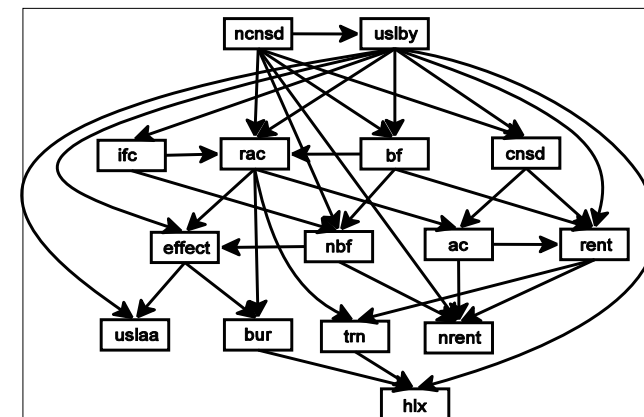 ncnsd uslby
ifc rac bf cnsd
effect nbf ac rent
uslaa bur trn nrent
hlx